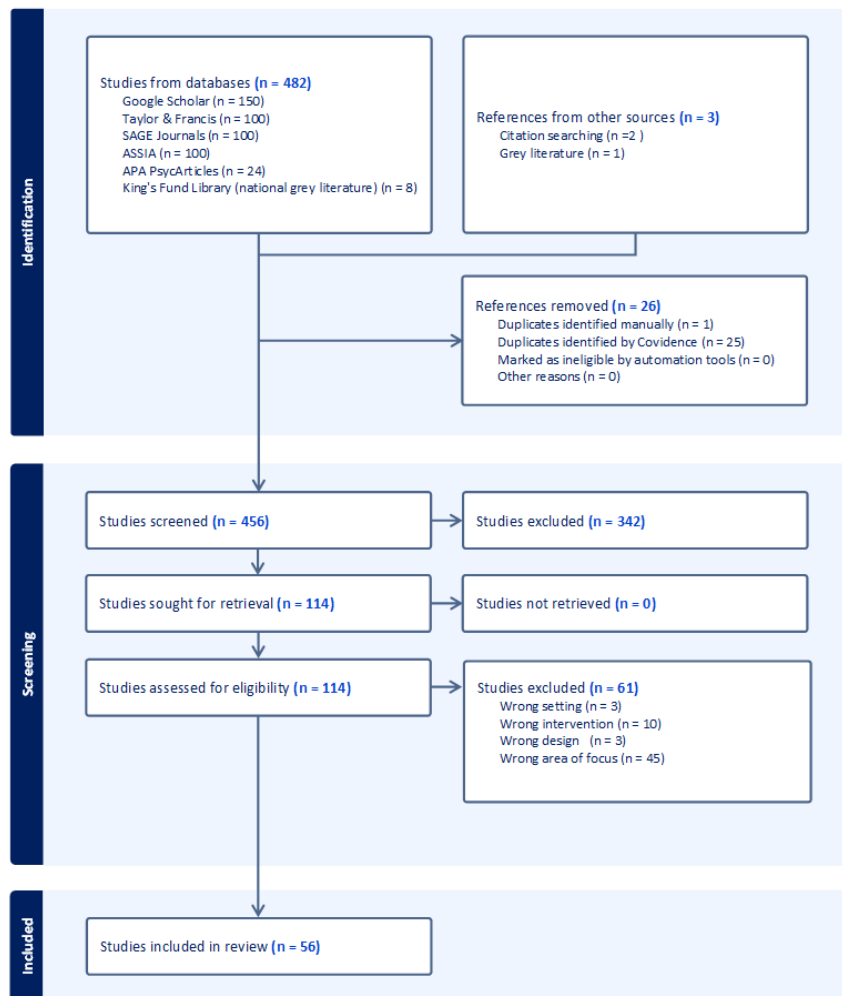 Identification
Studies from databases (n = 482)
Google Scholar (n = 150)
Taylor & Francis (n = 100)
SAGE Journals (n = 100)
ASSIA (n = 100)
APA PsycArticles (n = 24)
King's Fund Library (national grey literature) (n = 8)
References from other sources (n = 3)
Citation searching (n =2 )
Grey literature (n = 1)
References removed (n = 26)
Duplicates identified manually (n = 1)
Duplicates identified by Covidence (n = 25)
Marked as ineligible by automation tools (n = 0)
Other reasons (n = 0)
Screening
Studies screened (n = 456)
Studies excluded (n = 342)
Studies sought for retrieval (n = 114)
Studies not retrieved (n = 0)
Studies assessed for eligibility (n = 114)
Studies excluded (n = 61)
Wrong setting (n = 3)
Wrong intervention (n = 10)
Wrong design (n = 3)
Wrong area of focus (n = 45)
Included
Studies included in review (n = 56)